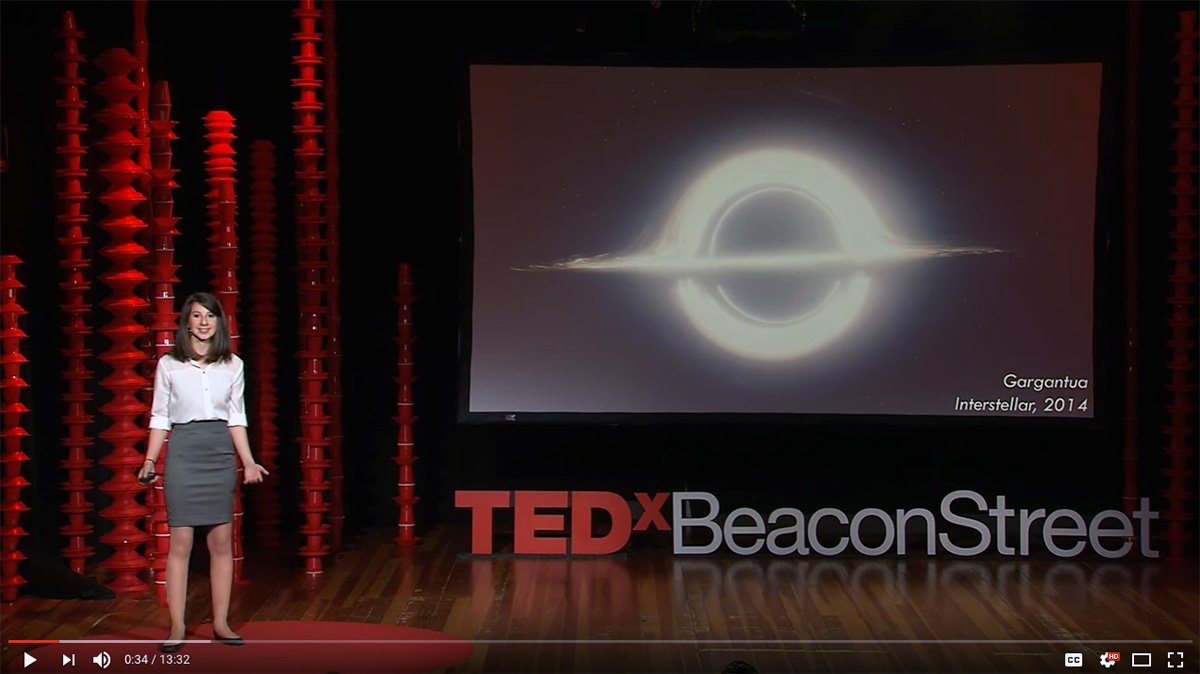 Gargantua
Interstellar, 2014
TEDxBeaconStreet
0:34 / 13:32
CC
HD